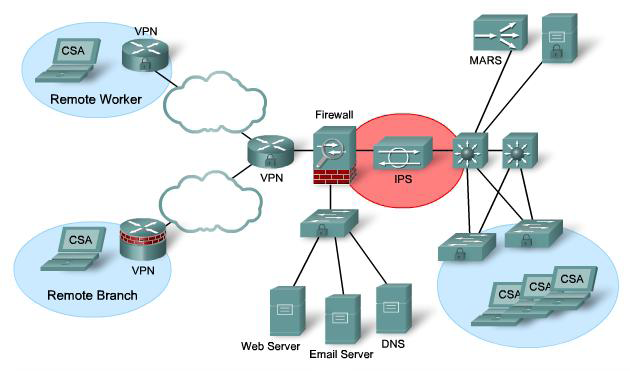 VPN
CSA
Remote Worker
MARS
Firewall
VPN
IPS
CSA
VPN
Remote Branch
CSA
CSA
CSA
Web Server
Email Server
DNS